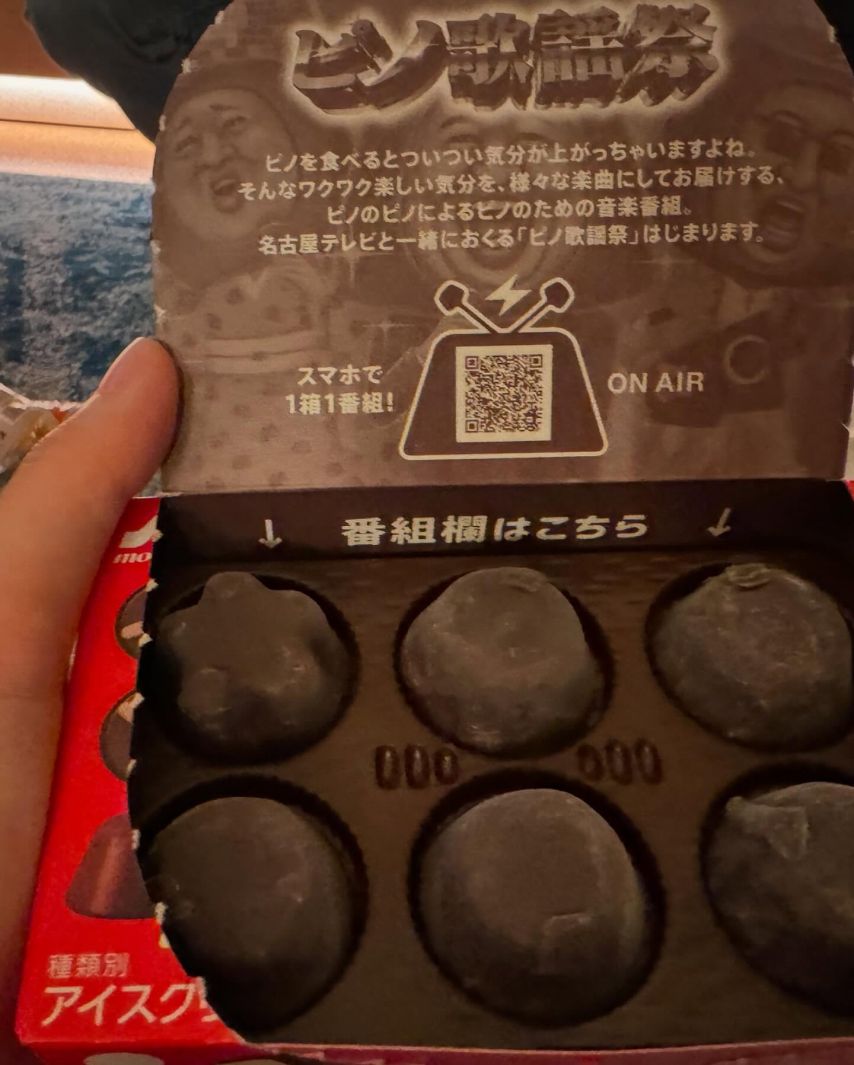 ピノ歌謡祭
ピノを食べるとついつい気分が上がっちゃいますよね。
そんなワクワク楽しい気分を、様々な楽曲にしてお届けする、
ピノのピノによるピノのための音楽番組。
名古屋テレビと一緒におくる「ピノ歌謡祭」はじまります。
スマホで
1箱1番組!
ON AIR
↓ 番組欄はこちら ↓
mo
種類別
アイスク